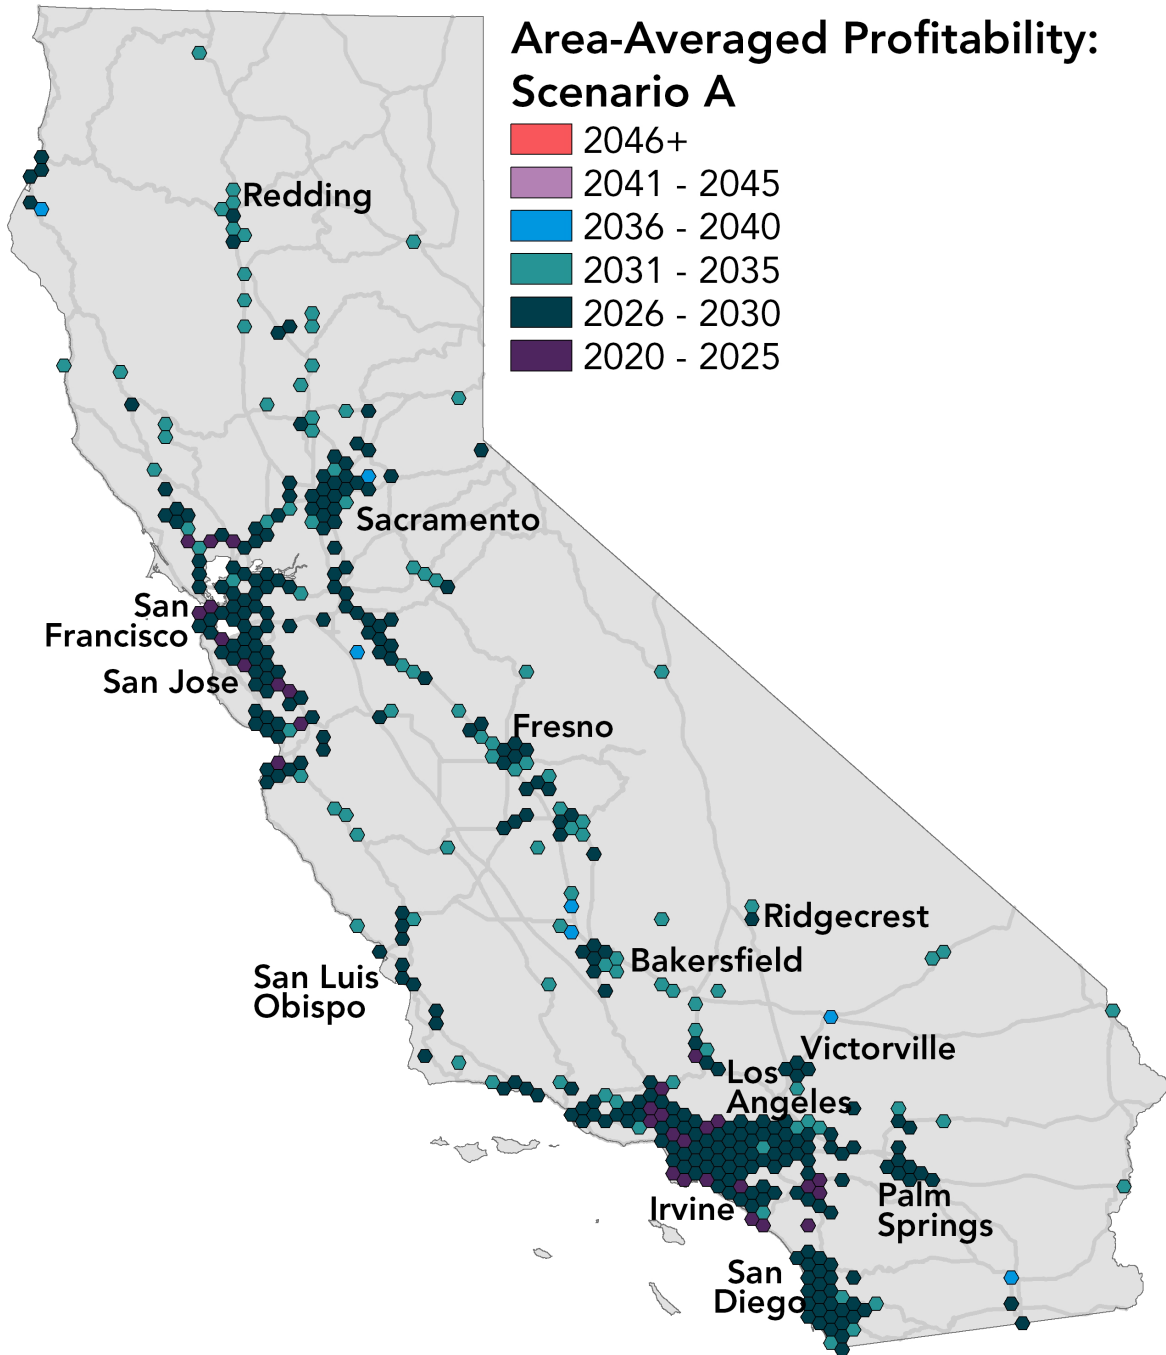 Area-Averaged Profitability:
Scenario A
2046+
2041 - 2045
2036 - 2040
2031 - 2035
2026 - 2030
2020 - 2025
Redding
Sacramento
San
Francisco
San Jose
Fresno
Ridgecrest
Bakersfield
San Luis
Obispo
Victorville
Los
Angeles
Palm
Springs
Irvine
San
Diego